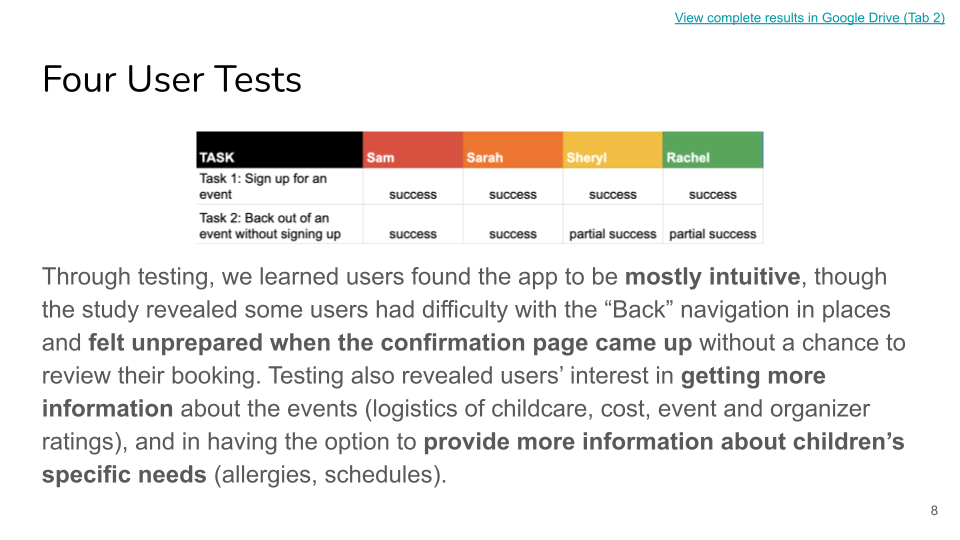 View complete results in Google Drive (Tab 2)
Four User Tests
TASK Sam Sarah Sheryl Rachel
Task 1: Sign up for an
event success success success success
Task 2: Back out of an
event without signing up success success partial success partial success
Through testing, we learned users found the app to be mostly intuitive, though
the study revealed some users had difficulty with the “Back” navigation in places
and felt unprepared when the confirmation page came up without a chance to
review their booking. Testing also revealed users’ interest in getting more
information about the events (logistics of childcare, cost, event and organizer
ratings), and in having the option to provide more information about children’s
specific needs (allergies, schedules).
8